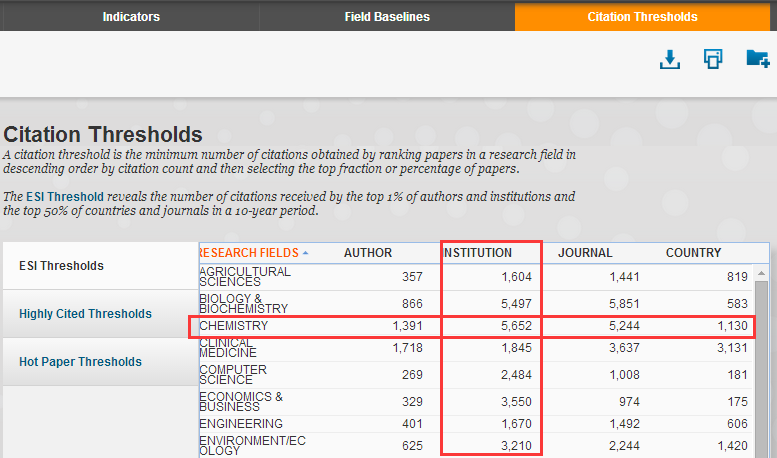 Indicators Field Baselines Citation Thresholds
Citation Thresholds
A citation threshold is the minimum number of citations obtained by ranking papers in a research field in
descending order by citation count and then selecting the top fraction or percentage of papers.
The ESI Threshold reveals the number of citations received by the top 1% of authors and institutions and
the top 50% of countries and journals in a 10-year period.
ESI Thresholds
Highly Cited Thresholds
Hot Paper Thresholds
RESEARCH FIELDS AUTHOR NSTITUTION JOURNAL COUNTRY
AGRICULTURAL
SCIENCES 357 1,604 1,441 819
BIOLOGY &
BIOCHEMISTRY 866 5,497 5,851 583
CHEMISTRY 1,391 5,652 5,244 1,130
CLINICAL
MEDICINE 1,718 1,845 3,637 3,131
COMPUTER
SCIENCE 269 2,484 1,008 181
ECONOMICS &
BUSINESS 329 3,550 974 175
ENGINEERING 401 1,670 1,492 606
ENVIRONMENT/EC
OLOGY 625 3,210 2,244 1,420